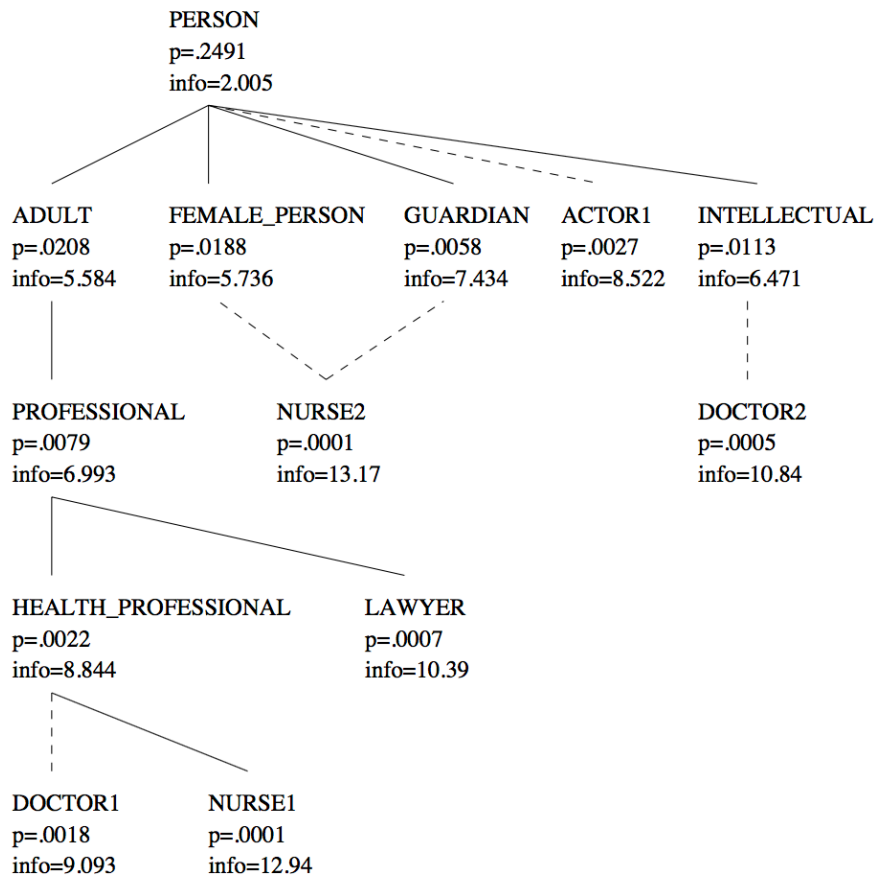 PERSON
p=.2491
info=2.005
ADULT FEMALE_PERSON GUARDIAN ACTOR1 INTELLECTUAL
p=.0208 p=.0188 p=.0058 p=.0027 p=.0113
info=5.584 info=5.736 info=7.434 info=8.522 info=6.471
PROFESSIONAL NURSE2 DOCTOR2
p=.0079 p=.0001 p=.0005
info=6.993 info=13.17 info=10.84
HEALTH_PROFESSIONAL LAWYER
p=.0022 p=.0007
info=8.844 info=10.39
DOCTOR1 NURSE1
p=.0018 p=.0001
info=9.093 info=12.94